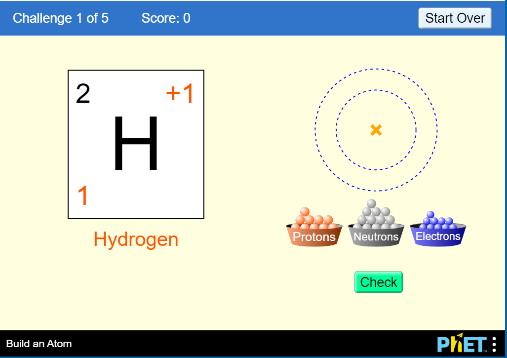 Challenge 1 of 5 Score: 0 Start Over
2 +1
H
1
Hydrogen
Protons Neutrons Electrons
Check
Build an Atom PhET